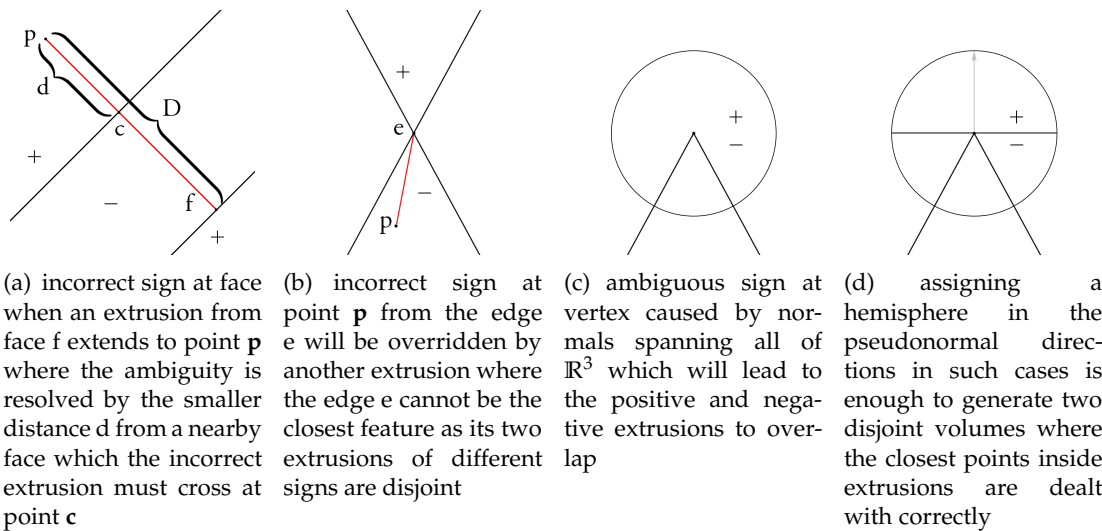 p
d
D
c
+
−
f
+
+
e
−
p
+
−
+
−
(a) incorrect sign at face
when an extrusion from
face f extends to point p
where the ambiguity is
resolved by the smaller
distance d from a nearby
face which the incorrect
extrusion must cross at
point c
(b) incorrect sign at
point p from the edge
e will be overridden by
another extrusion where
the edge e cannot be the
closest feature as its two
extrusions of different
signs are disjoint
(c) ambiguous sign at
vertex caused by nor-
mals spanning all of
ℝ³ which will lead to
the positive and nega-
tive extrusions to over-
lap
(d) assigning a
hemisphere in the
pseudonormal direc-
tions in such cases is
enough to generate two
disjoint volumes where
the closest points inside
extrusions are dealt
with correctly